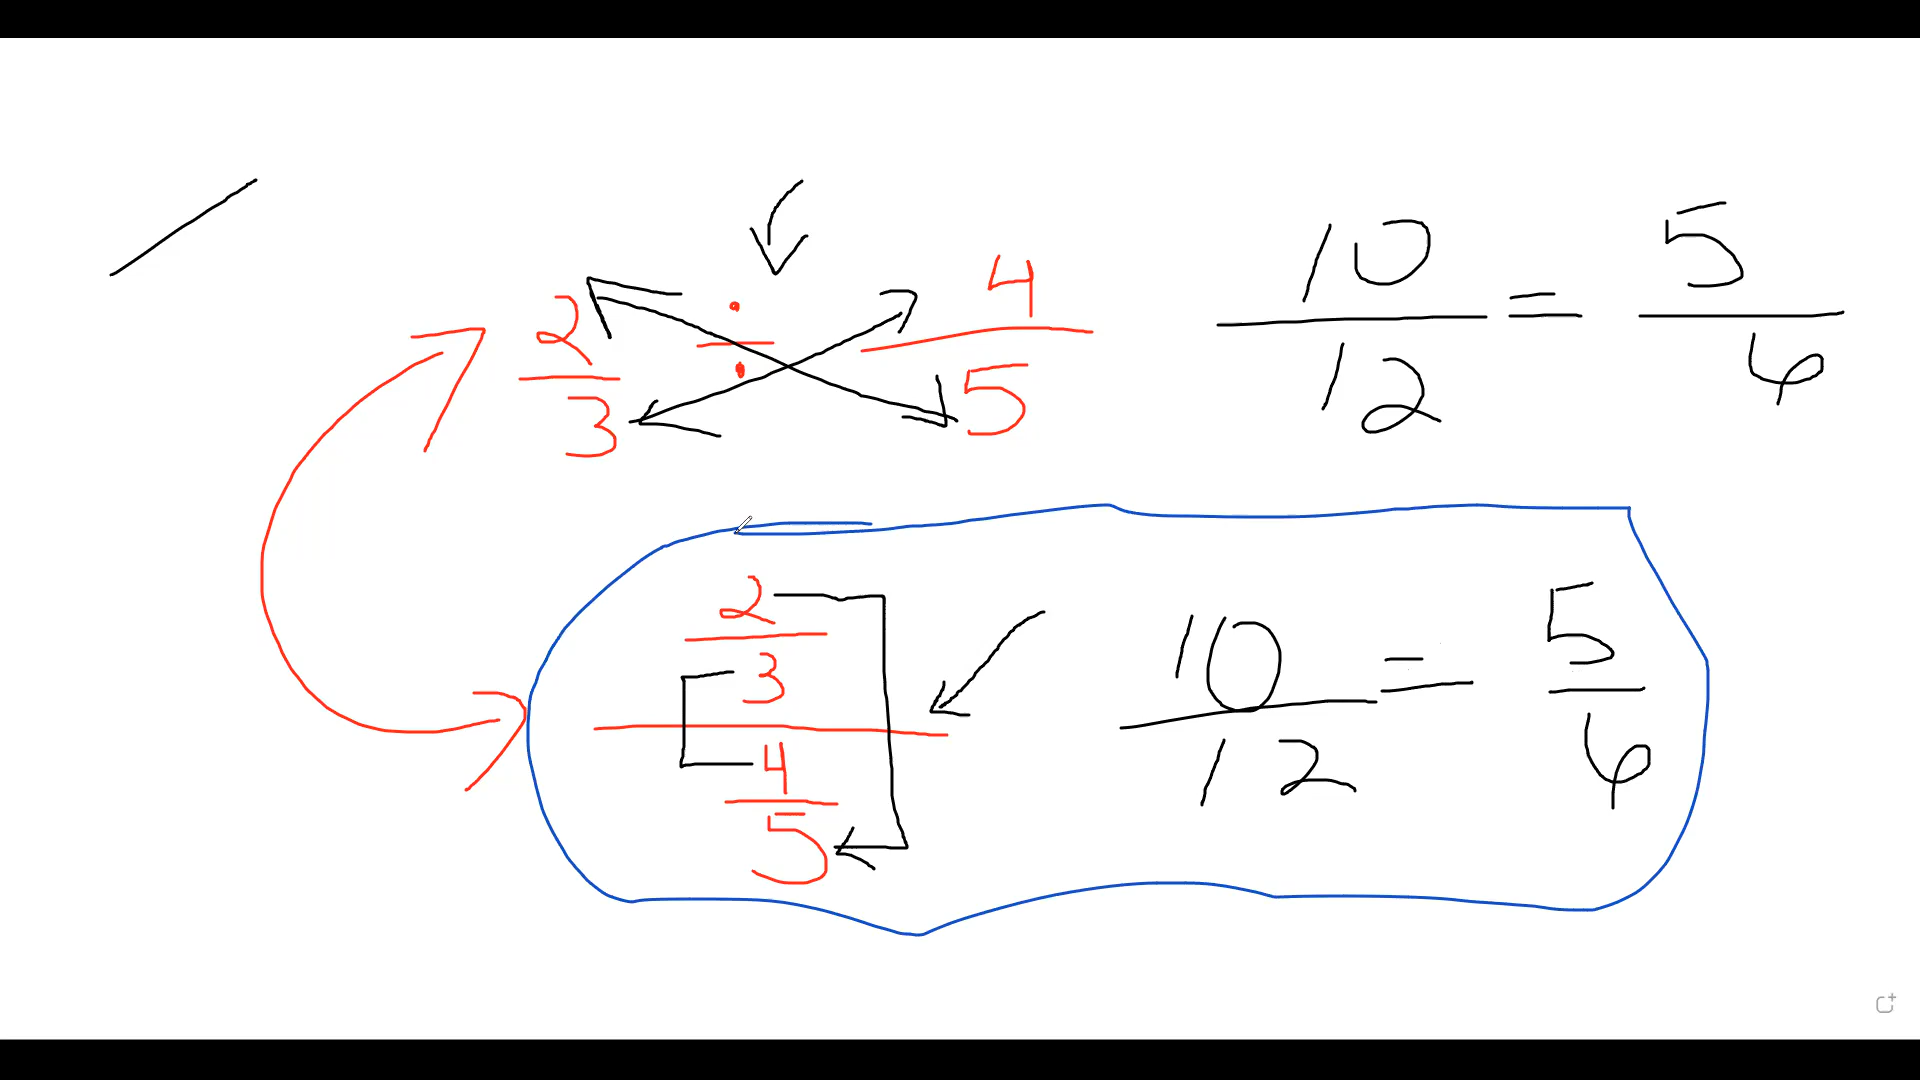 2/3 ÷ 4/5 10/12 = 5/6
2/3 / 4/5 10/12 = 5/6